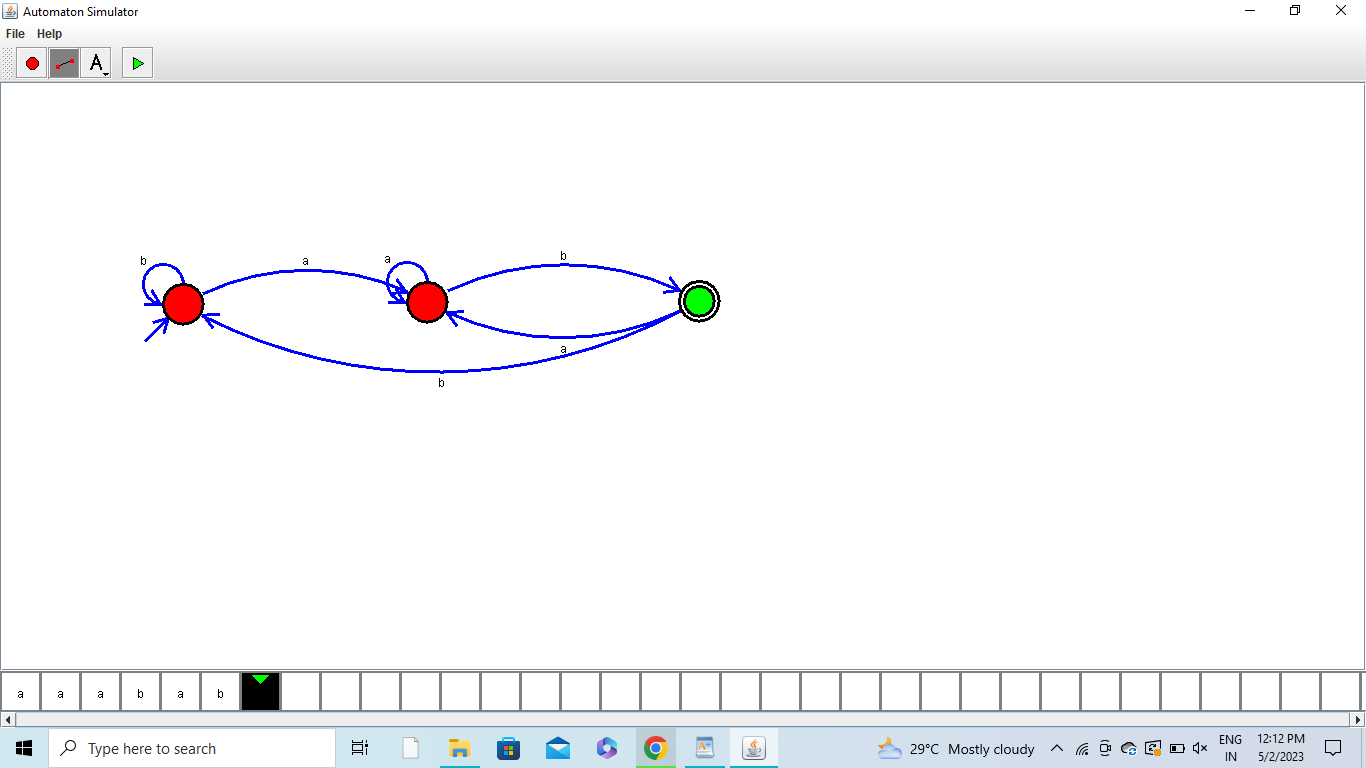 Automaton Simulator
File Help
A
b a a b
a
b
a a a b a b
Type here to search
29°C Mostly cloudy
ENG
IN
12:12 PM
5/2/2023